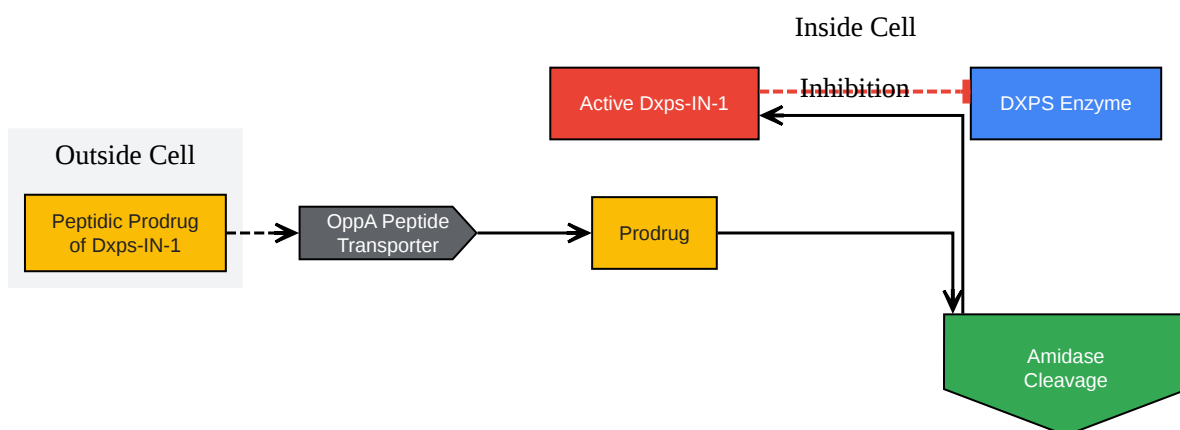 Inside Cell
Active Dxps-IN-1
Inhibition
DXPS Enzyme
Outside Cell
Peptidic Prodrug
of Dxps-IN-1
OppA Peptide
Transporter
Prodrug
Amidase
Cleavage